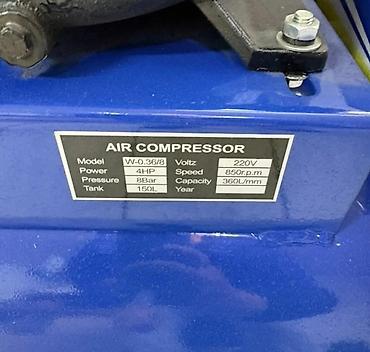 AIR COMPRESSOR
Model W-0.36/8 Voltz 220V
Power 4HP Speed 850r.p.m
Pressure 8Bar Capacity 360L/mm
Tank 150L Year